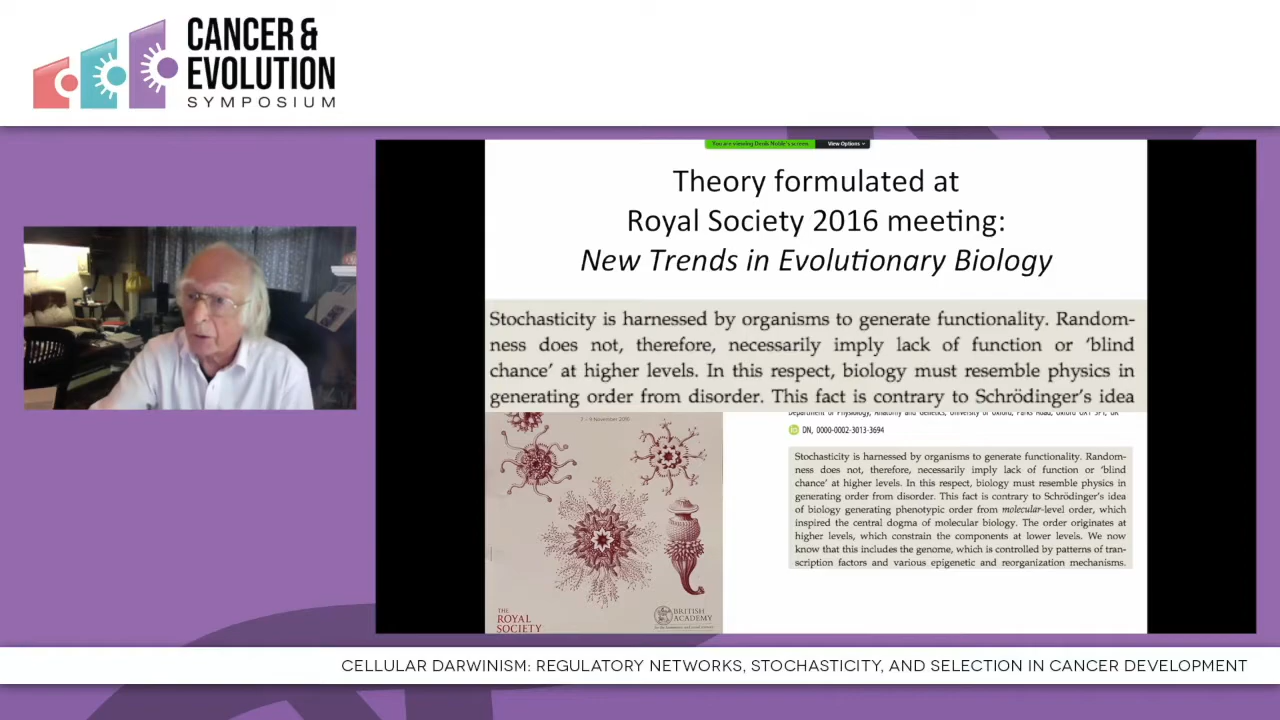 CANCER &
EVOLUTION
SYMPOSIUM
You are viewing Denis Noble's screen
View Options
Theory formulated at
Royal Society 2016 meeting:
New Trends in Evolutionary Biology
Stochasticity is harnessed by organisms to generate functionality. Random-
ness does not, therefore, necessarily imply lack of function or ‘blind
chance’ at higher levels. In this respect, biology must resemble physics in
generating order from disorder. This fact is contrary to Schrödinger’s idea
Department of Physiology, Anatomy and Genetics, University of Oxford, Parks Road, Oxford OX1 3PT, UK
DN, 0000-0002-3013-3694
Stochasticity is harnessed by organisms to generate functionality. Random-
ness does not, therefore, necessarily imply lack of function or ‘blind
chance’ at higher levels. In this respect, biology must resemble physics in
generating order from disorder. This fact is contrary to Schrödinger’s idea
of biology generating phenotypic order from molecular-level order, which
inspired the central dogma of molecular biology. The order originates at
higher levels, which constrain the components at lower levels. We now
know that this includes the genome, which is controlled by patterns of tran-
scription factors and various epigenetic and reorganization mechanisms.
THE
ROYAL
SOCIETY
BRITISH
ACADEMY
CELLULAR DARWINISM: REGULATORY NETWORKS, STOCHASTICITY, AND SELECTION IN CANCER DEVELOPMENT